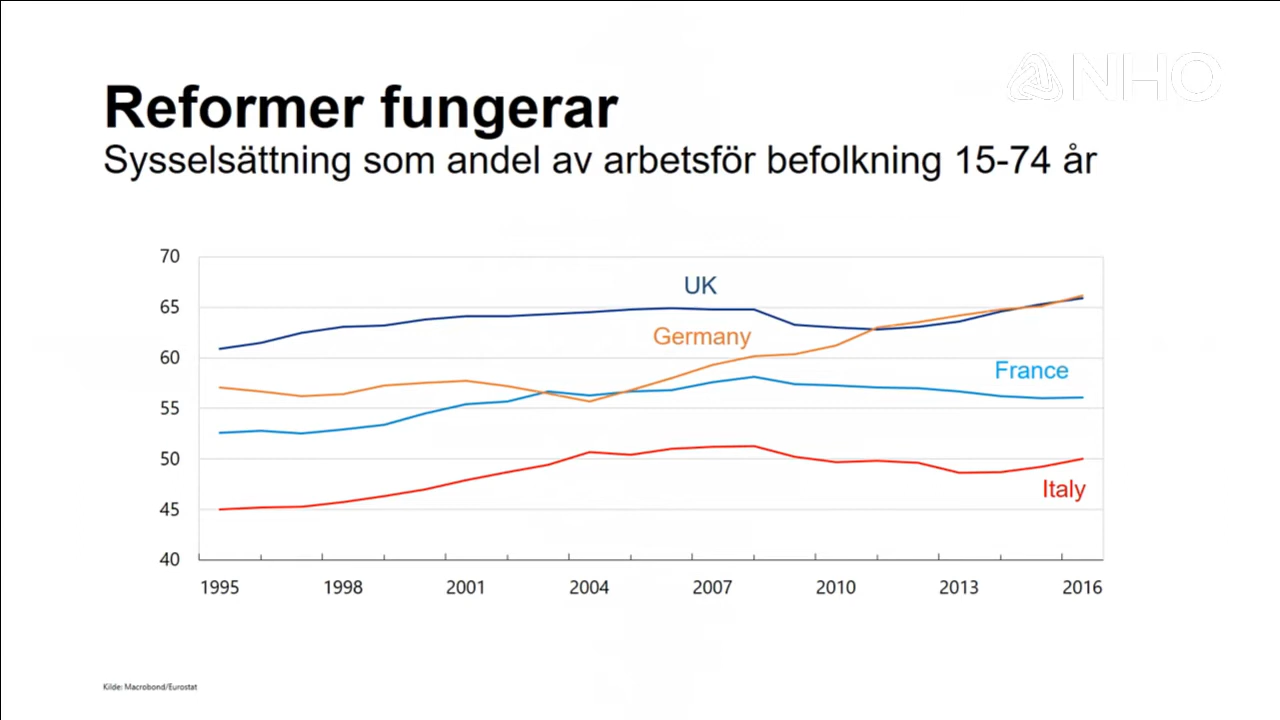 NHO
Reformer fungerar
Sysselsättning som andel av arbetsför befolkning 15-74 år
70
65
60
55
50
45
40
UK
Germany
France
Italy
1995 1998 2001 2004 2007 2010 2013 2016
Kilde: Macrobond/Eurostat